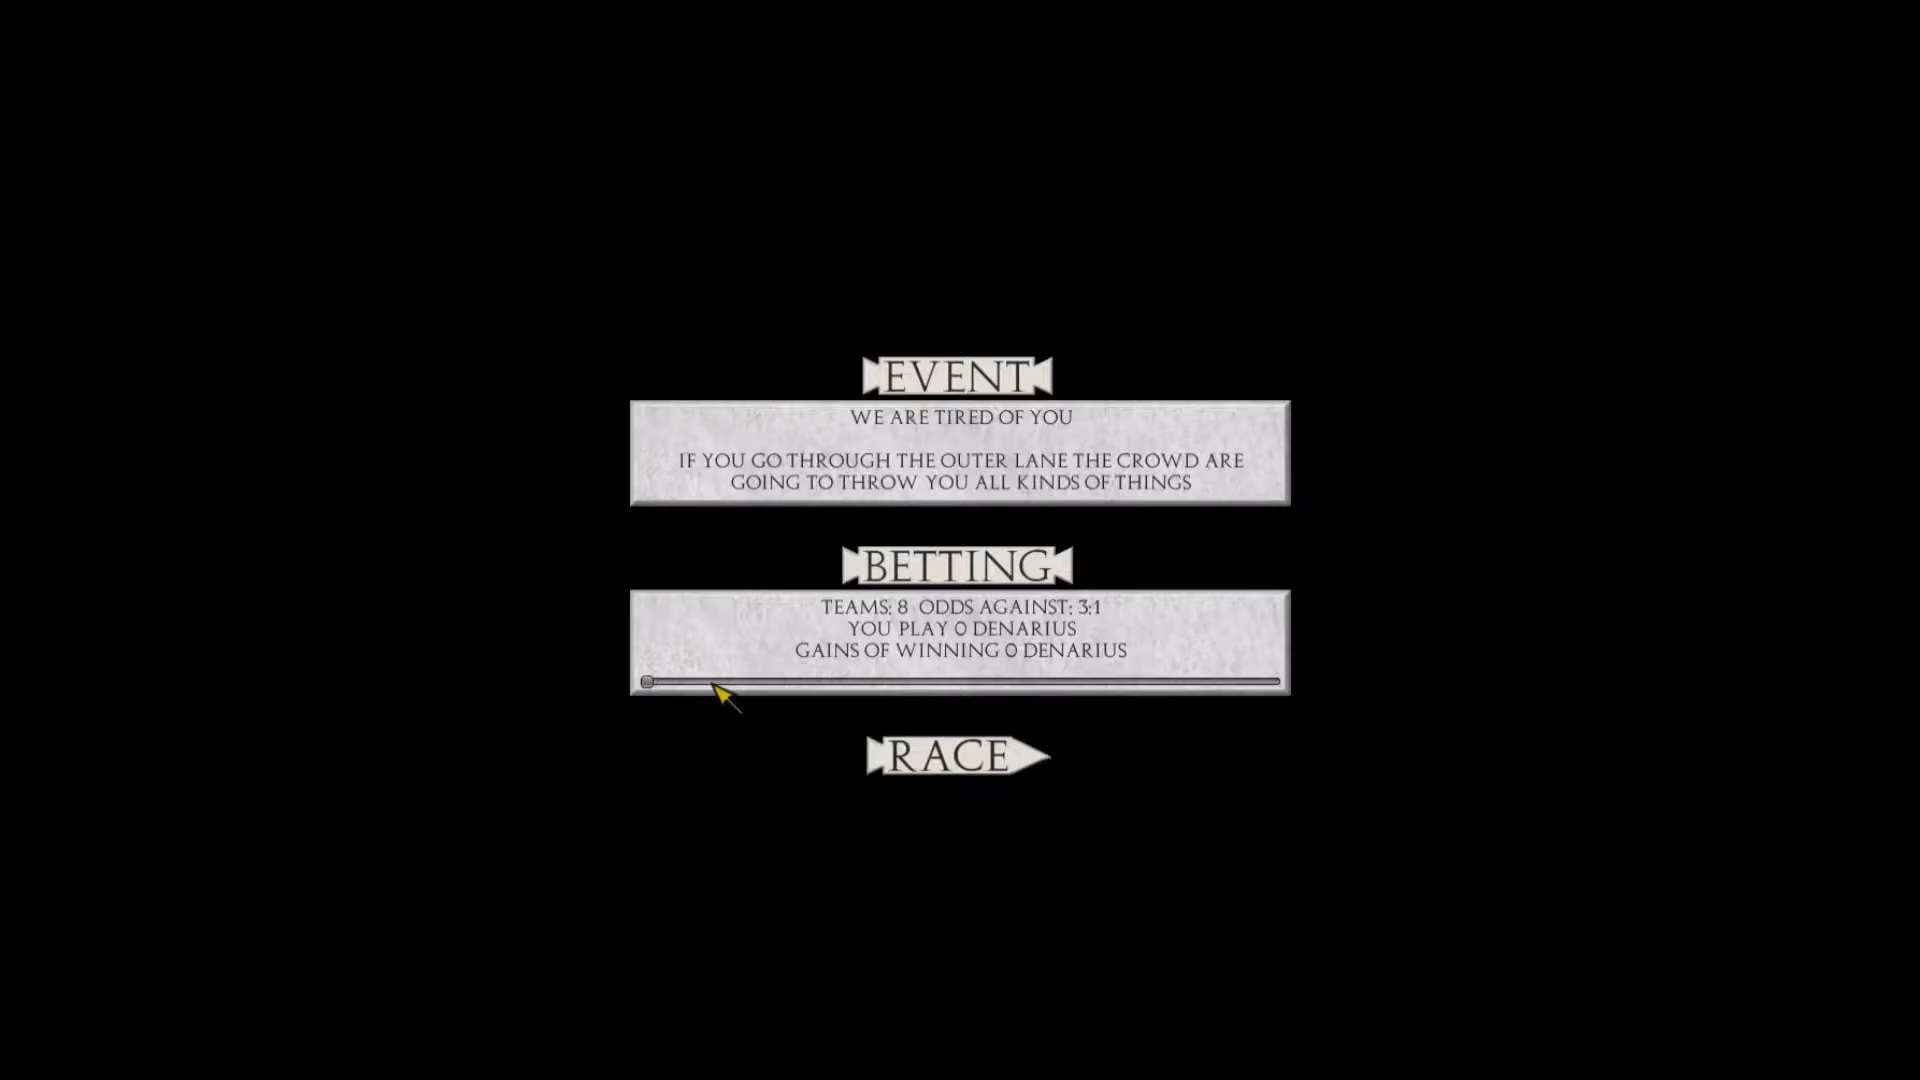 EVENT
WE ARE TIRED OF YOU
IF YOU GO THROUGH THE OUTER LANE THE CROWD ARE
GOING TO THROW YOU ALL KINDS OF THINGS
BETTING
TEAMS: 8 ODDS AGAINST: 3:1
YOU PLAY 0 DENARIUS
GAINS OF WINNING 0 DENARIUS
RACE